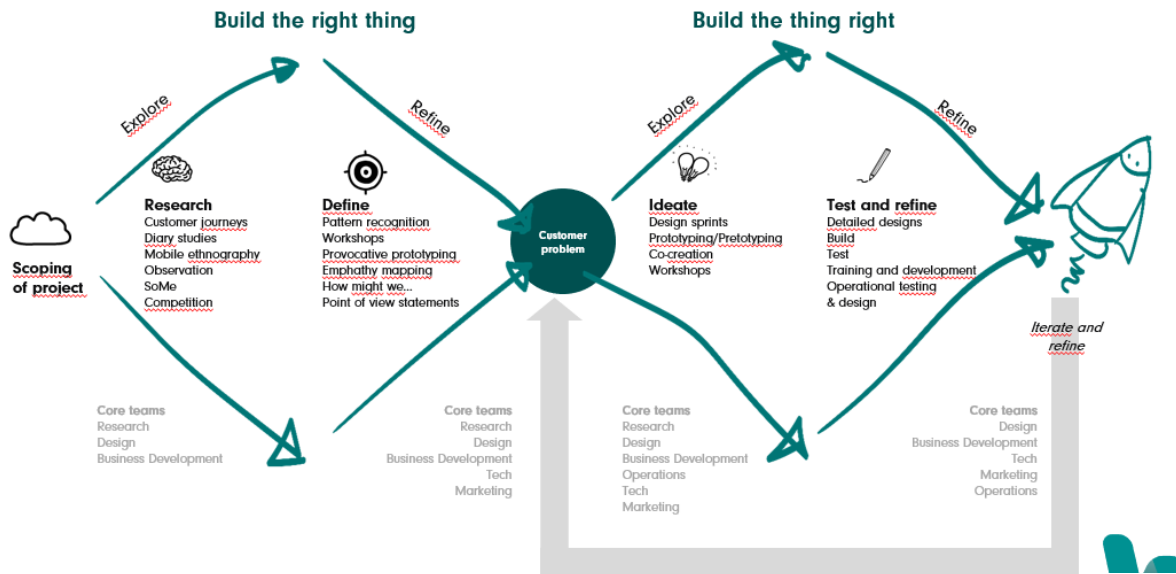 Build the right thing
Build the thing right
Explore
Refine
Explore
Refine
Scoping
of project
Research
Customer journeys
Diary studies
Mobile ethnography
Observation
SoMe
Competition
Define
Pattern recognition
Workshops
Provocative prototyping
Emphathy mapping
How might we...
Point of view statements
Customer
problem
Ideate
Design sprints
Prototyping/Pretotyping
Co-creation
Workshops
Test and refine
Detailed designs
Build
Test
Training and development
Operational testing
& design
Iterate and
refine
Core teams
Research
Design
Business Development
Core teams
Research
Design
Business Development
Tech
Marketing
Core teams
Research
Design
Business Development
Operations
Tech
Marketing
Core teams
Design
Business Development
Tech
Marketing
Operations